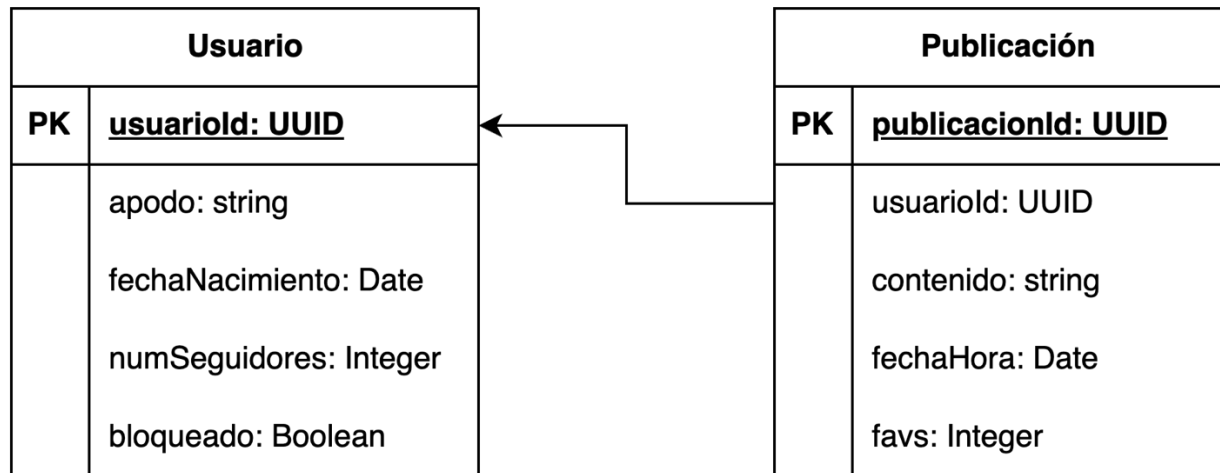 Usuario
PK usuarioId: UUID
apodo: string
fechaNacimiento: Date
numSeguidores: Integer
bloqueado: Boolean
Publicación
PK publicacionId: UUID
usuarioId: UUID
contenido: string
fechaHora: Date
favs: Integer